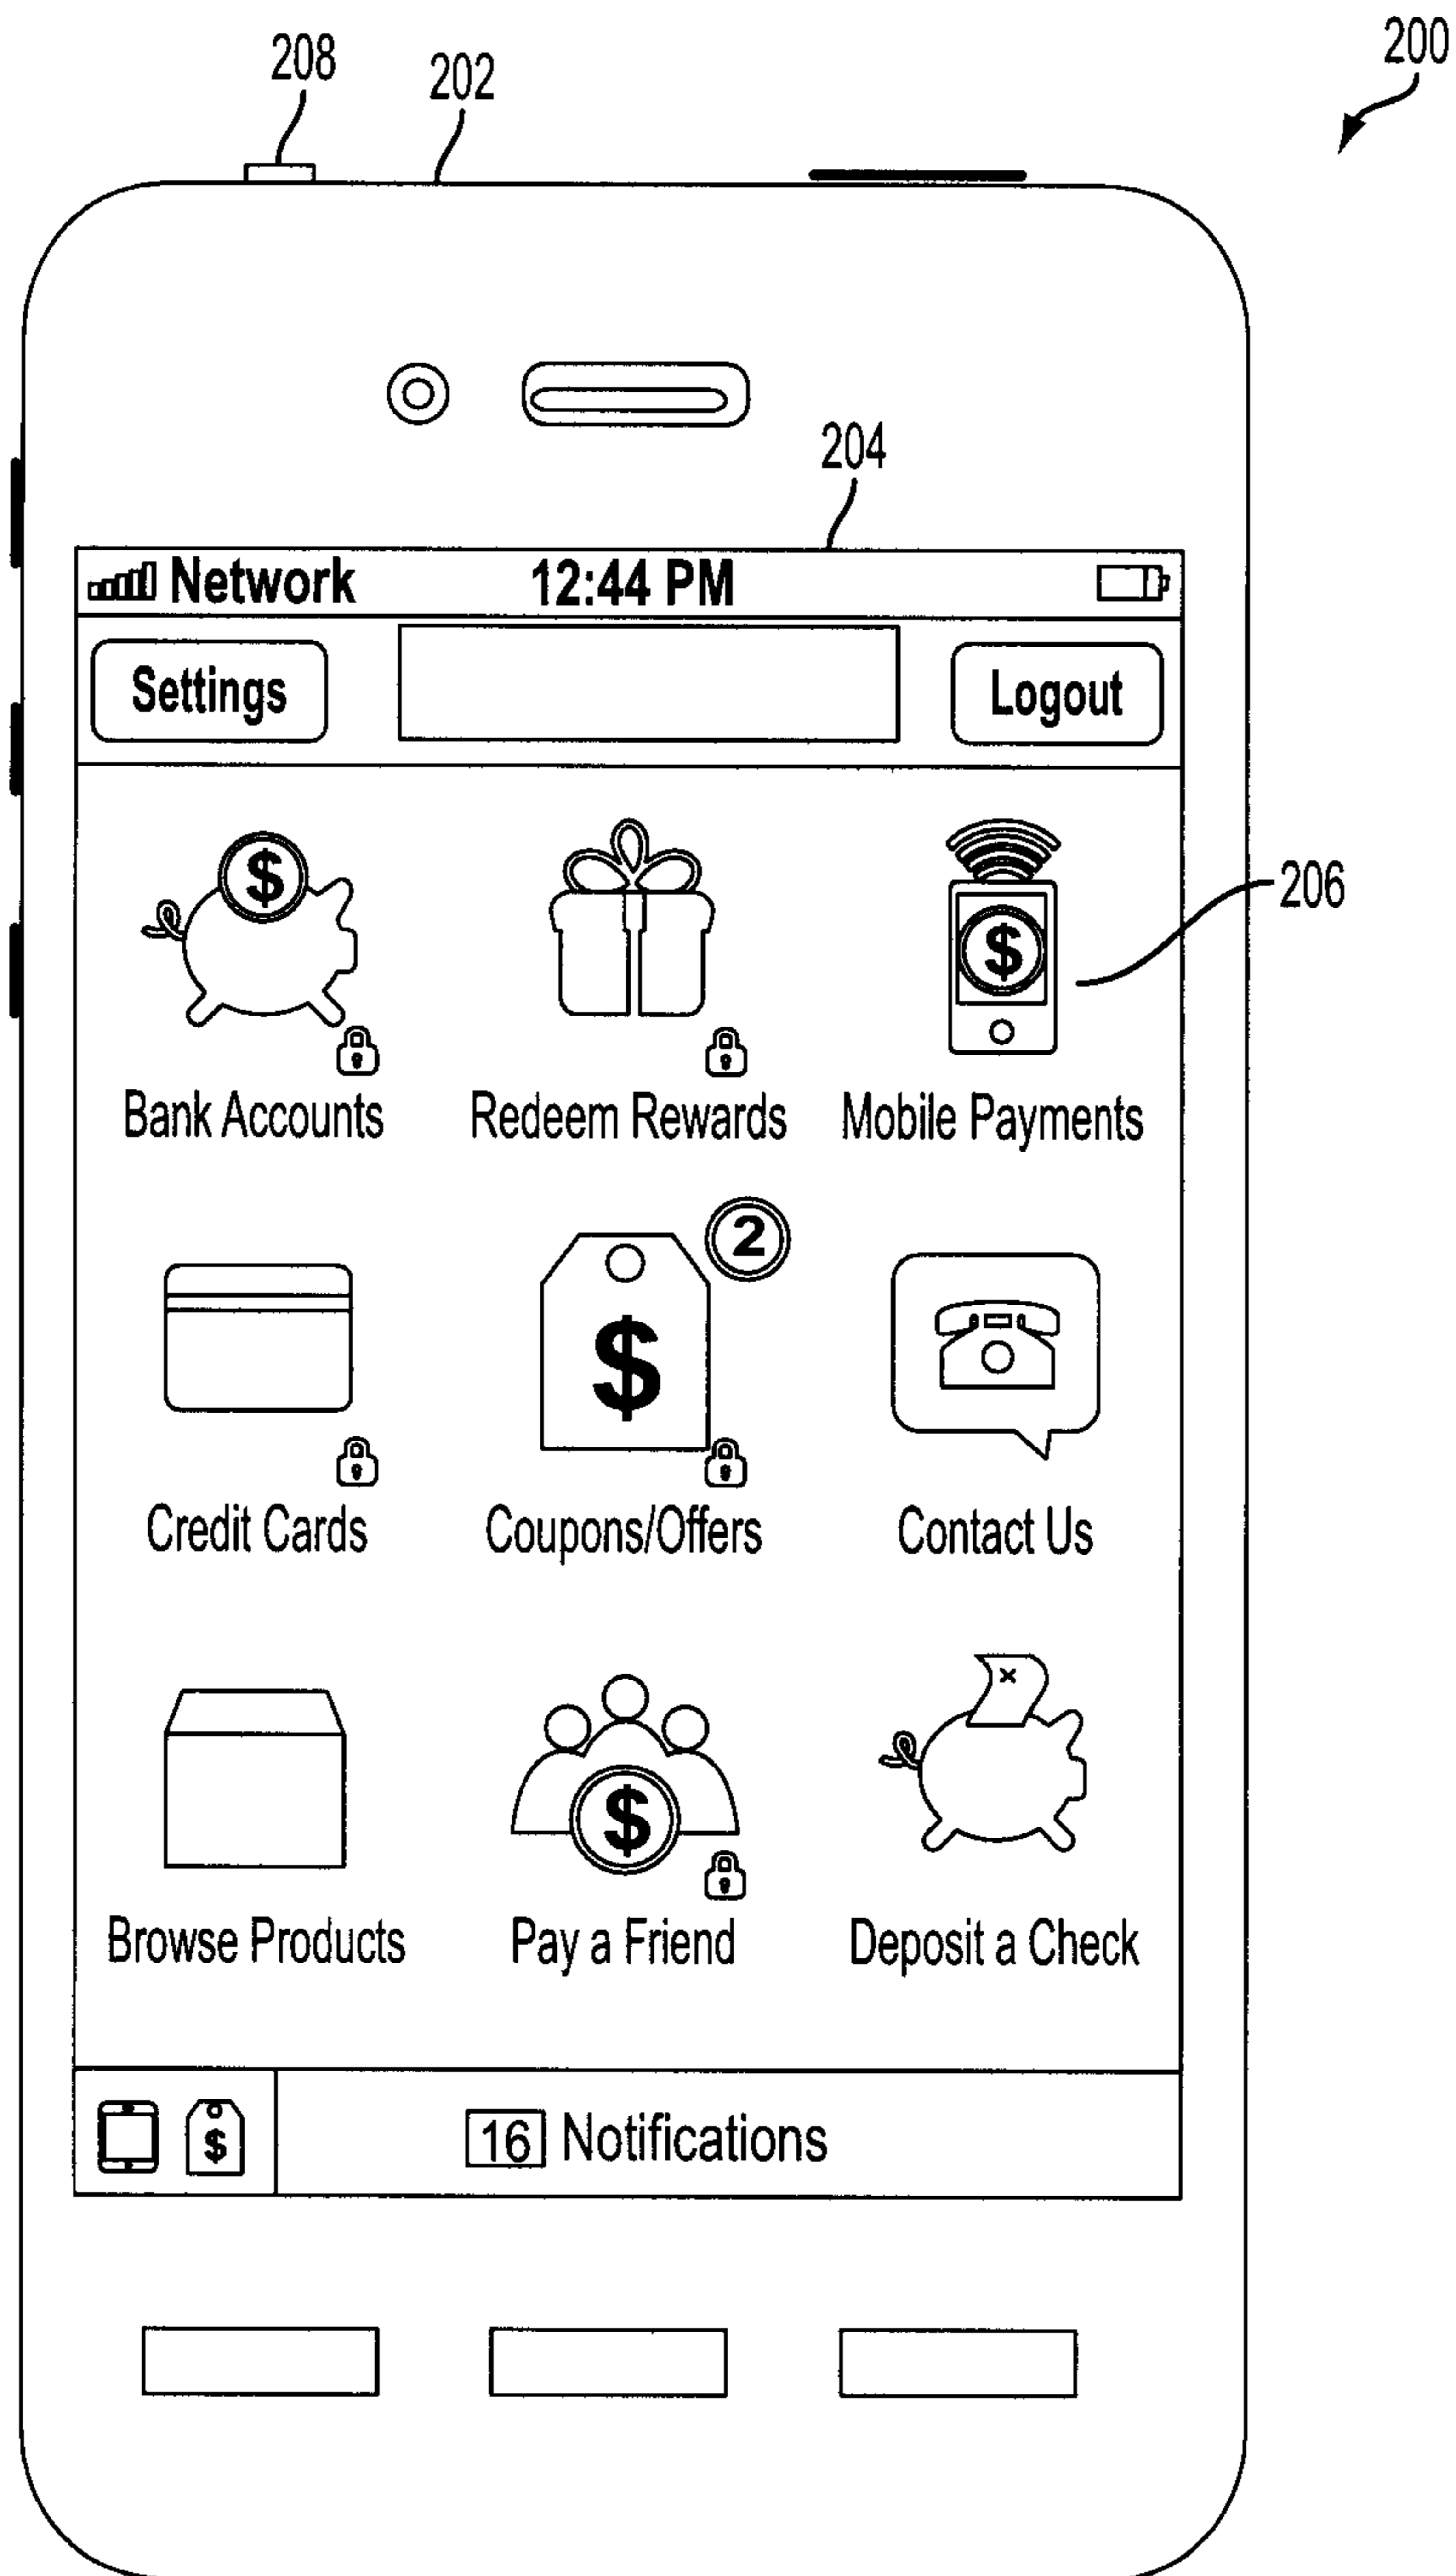 200
208
202
204
Network 12:44 PM
Settings Logout
$ $
206
Bank Accounts Redeem Rewards Mobile Payments
2
$
Credit Cards Coupons/Offers Contact Us
x
$
Browse Products Pay a Friend Deposit a Check
$ 16 Notifications